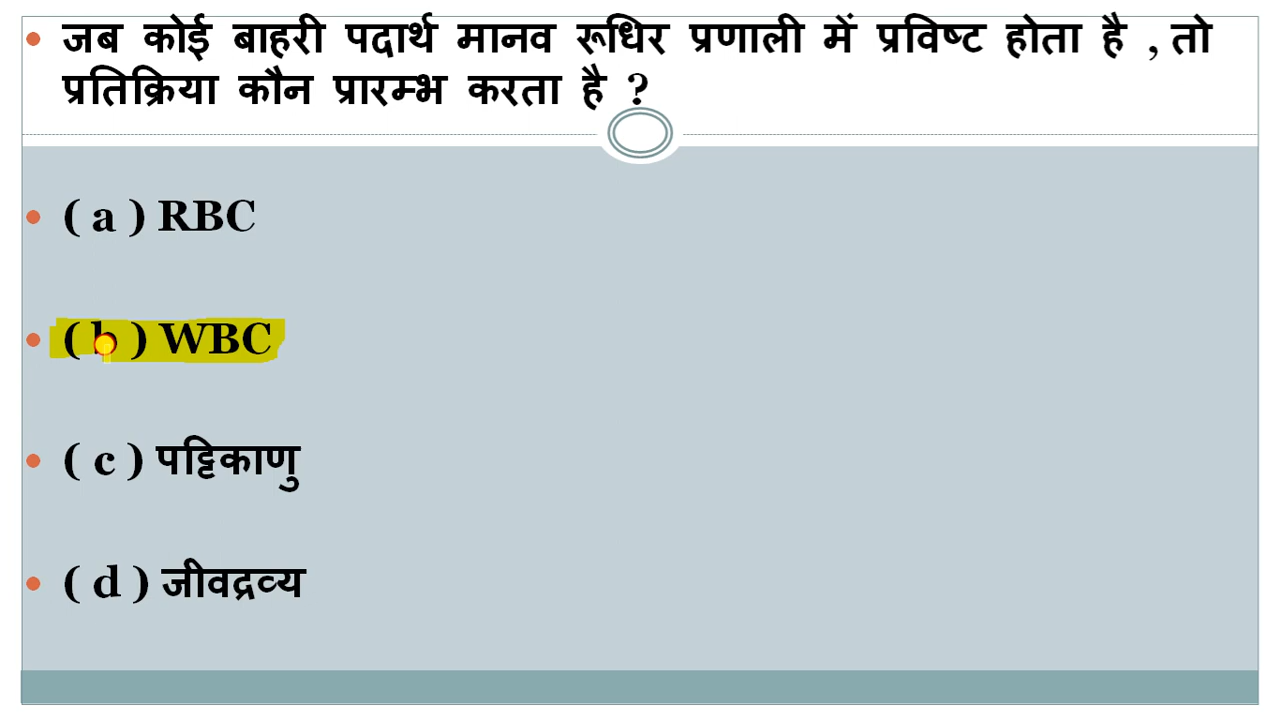 जब कोई बाहरी पदार्थ मानव रूधिर प्रणाली में प्रविष्ट होता है , तो
प्रतिक्रिया कौन प्रारम्भ करता है ?
( a ) RBC
( b ) WBC
( c ) पट्टिकाणु
( d ) जीवद्रव्य